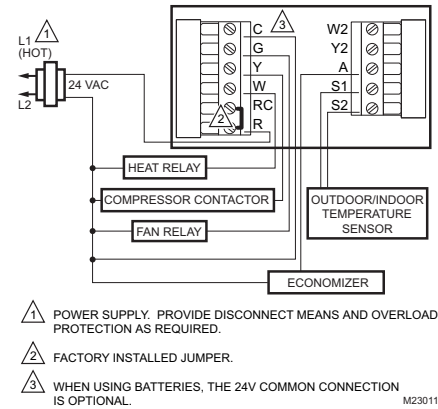 L1
(HOT)
1
24 VAC
L2
C
G
Y
W
RC
R
3
2
W2
Y2
A
S1
S2
HEAT RELAY
COMPRESSOR CONTACTOR
FAN RELAY
OUTDOOR/INDOOR
TEMPERATURE
SENSOR
ECONOMIZER
1 POWER SUPPLY. PROVIDE DISCONNECT MEANS AND OVERLOAD
PROTECTION AS REQUIRED.
2 FACTORY INSTALLED JUMPER.
3 WHEN USING BATTERIES, THE 24V COMMON CONNECTION
IS OPTIONAL.
M23011